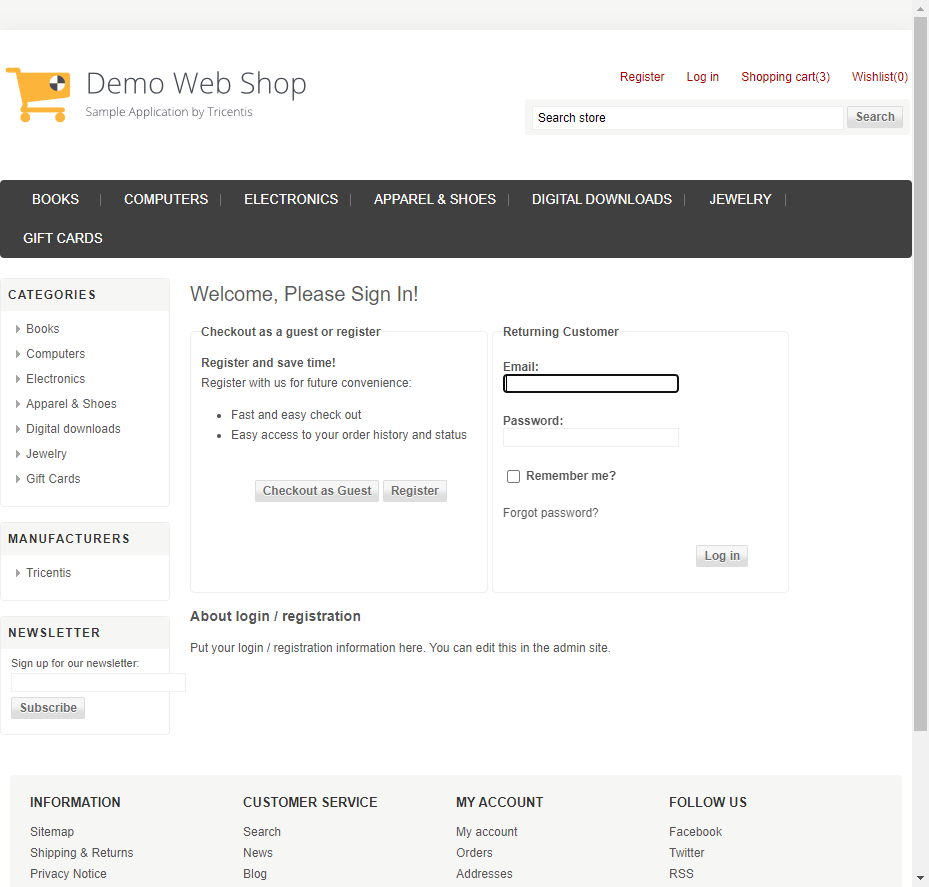 Demo Web Shop
Sample Application by Tricentis
Register Log in Shopping cart(3) Wishlist(0)
Search store Search
BOOKS | COMPUTERS | ELECTRONICS | APPAREL & SHOES | DIGITAL DOWNLOADS | JEWELRY |
GIFT CARDS
CATEGORIES
Books
Computers
Electronics
Apparel & Shoes
Digital downloads
Jewelry
Gift Cards
MANUFACTURERS
Tricentis
NEWSLETTER
Sign up for our newsletter:
Subscribe
Welcome, Please Sign In!
Checkout as a guest or register
Register and save time!
Register with us for future convenience:
Fast and easy check out
Easy access to your order history and status
Checkout as Guest Register
Returning Customer
Email:
Password:
Remember me?
Forgot password?
Log in
About login / registration
Put your login / registration information here. You can edit this in the admin site.
INFORMATION
Sitemap
Shipping & Returns
Privacy Notice
CUSTOMER SERVICE
Search
News
Blog
MY ACCOUNT
My account
Orders
Addresses
FOLLOW US
Facebook
Twitter
RSS